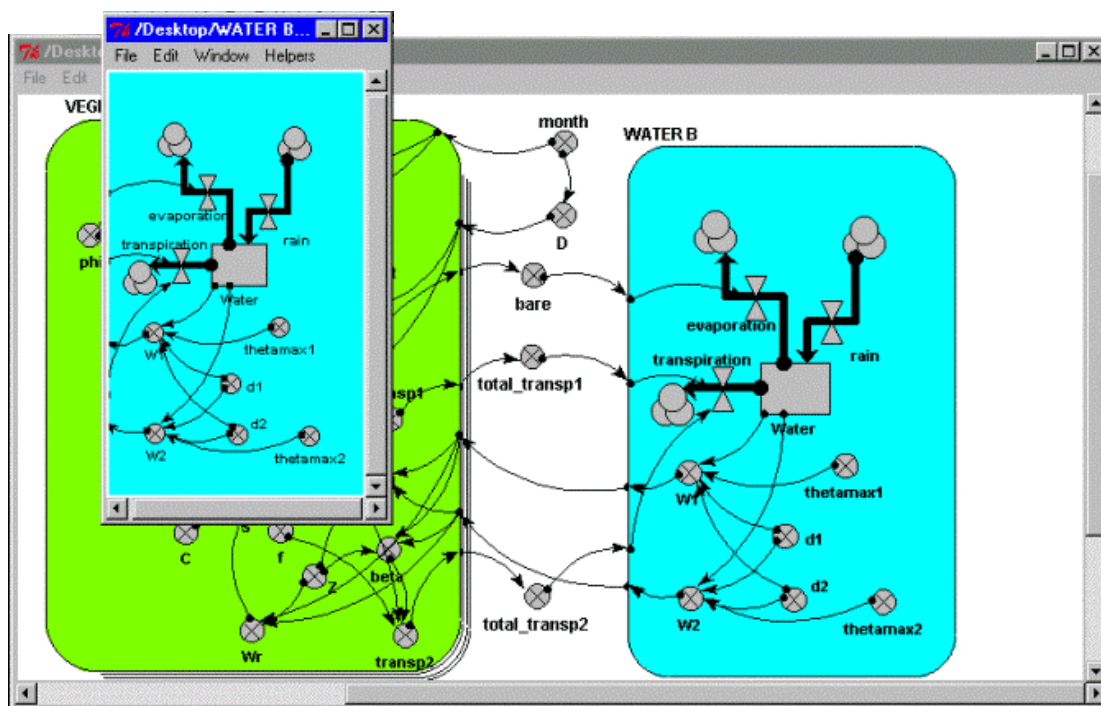 /Desktop/WATER B...
File Edit Window Helpers
evaporation
rain
transpiration
Water
W1
thetamax1
d1
d2
W2
thetamax2
/Deskt
File Edit
VEGI
month
D
bare
total_transp1
total_transp2
phi
nsp1
C
s
f
Z
beta
Wr
transp2
WATER B
evaporation
rain
transpiration
Water
W1
thetamax1
d1
d2
W2
thetamax2